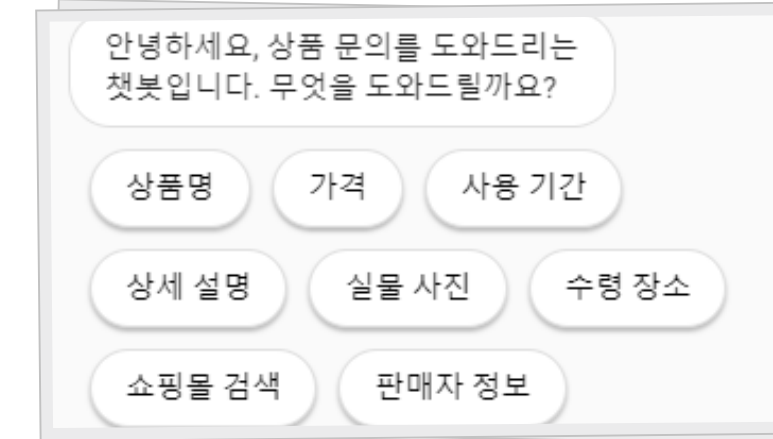 안녕하세요, 상품 문의를 도와드리는
챗봇입니다. 무엇을 도와드릴까요?
상품명 가격 사용 기간
상세 설명 실물 사진 수령 장소
쇼핑몰 검색 판매자 정보